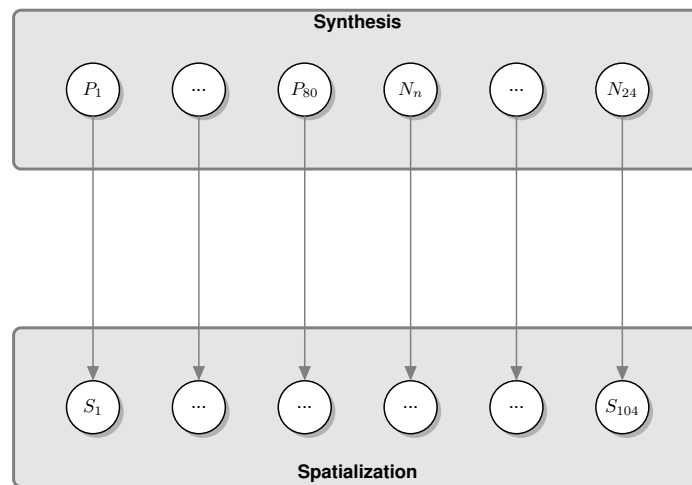 Synthesis
P₁ ... P₈₀ Nₙ ... N₂₄
S₁ ... ... ... ... S₁₀₄
Spatialization